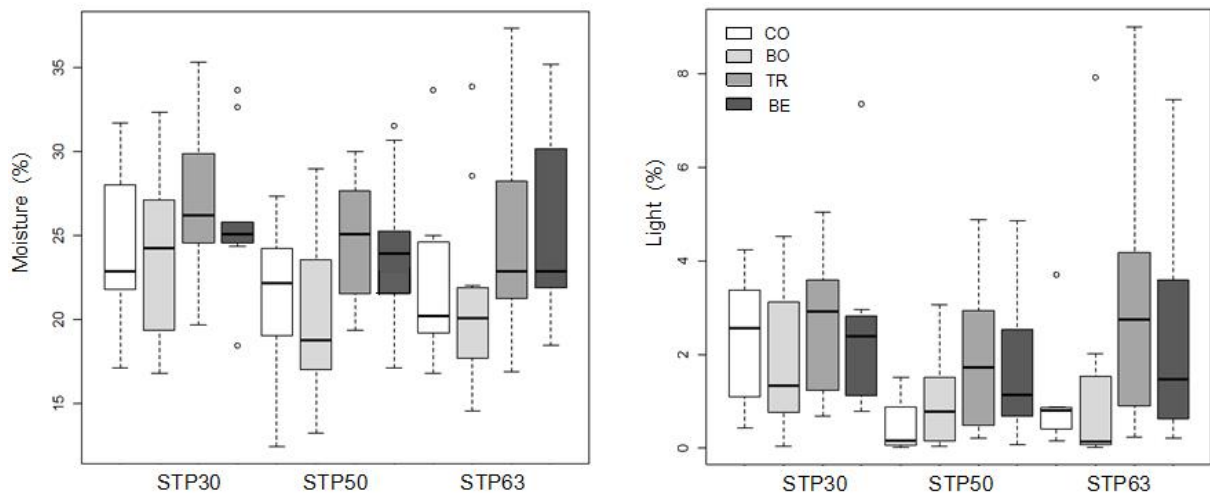 Moisture (%)
35
30
25
20
15
STP30 STP50 STP63
Light (%)
8
6
4
2
0
CO
BO
TR
BE
STP30 STP50 STP63